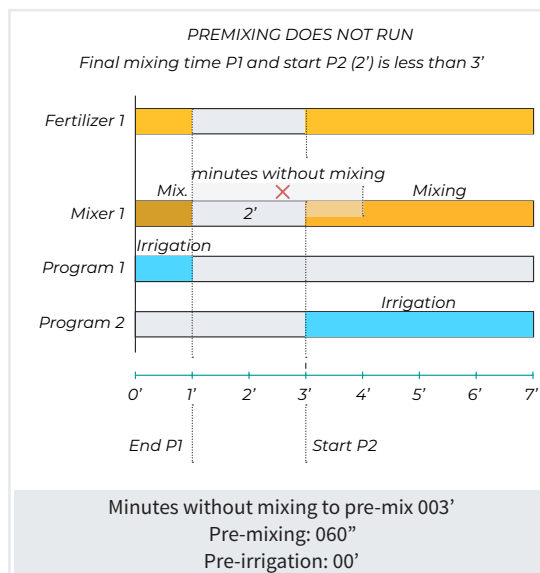 PREMIXING DOES NOT RUN
Final mixing time P1 and start P2 (2’) is less than 3’
Fertilizer 1
minutes without mixing
Mix.
Mixing
Mixer 1
2’
Irrigation
Program 1
Irrigation
Program 2
0’ 1’ 2’ 3’ 4’ 5’ 6’ 7’
End P1
Start P2
Minutes without mixing to pre-mix 003’
Pre-mixing: 060”
Pre-irrigation: 00’